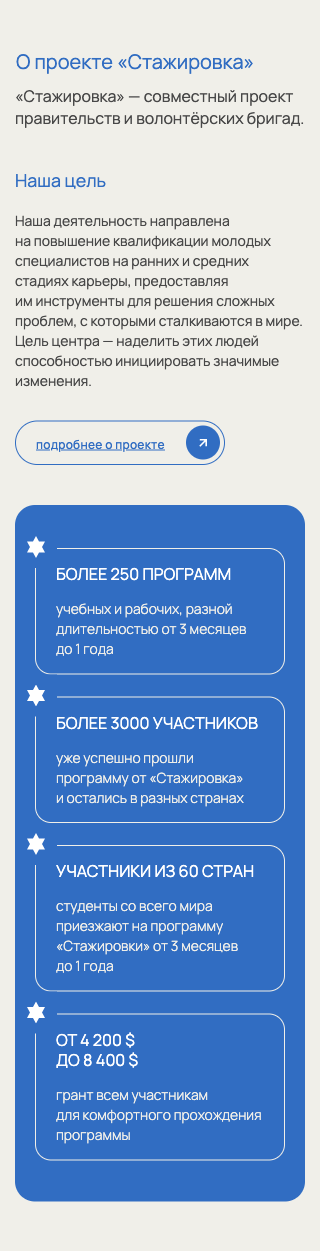 О проекте «Стажировка»
«Стажировка» — совместный проект
правительств и волонтёрских бригад.
Наша цель
Наша деятельность направлена
на повышение квалификации молодых
специалистов на ранних и средних
стадиях карьеры, предоставляя
им инструменты для решения сложных
проблем, с которыми сталкиваются в мире.
Цель центра — наделить этих людей
способностью инициировать значимые
изменения.
подробнее о проекте
БОЛЕЕ 250 ПРОГРАММ
учебных и рабочих, разной
длительностью от 3 месяцев
до 1 года
БОЛЕЕ 3000 УЧАСТНИКОВ
уже успешно прошли
программу от «Стажировка»
и остались в разных странах
УЧАСТНИКИ ИЗ 60 СТРАН
студенты со всего мира
приезжают на программу
«Стажировки» от 3 месяцев
до 1 года
ОТ 4 200 $
ДО 8 400 $
грант всем участникам
для комфортного прохождения
программы